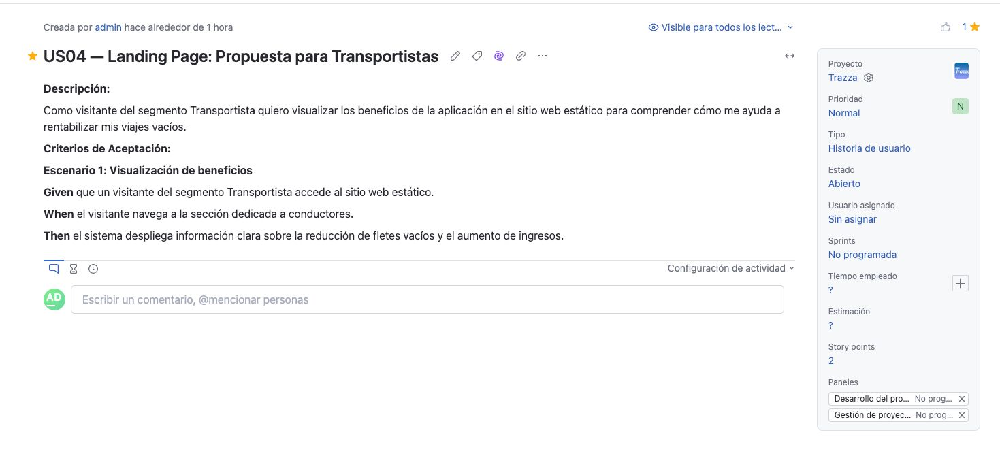 Creada por admin hace alrededor de 1 hora
Visible para todos los lect...
1
US04 — Landing Page: Propuesta para Transportistas
Descripción:
Como visitante del segmento Transportista quiero visualizar los beneficios de la aplicación en el sitio web estático para comprender cómo me ayuda a
rentabilizar mis viajes vacíos.
Criterios de Aceptación:
Escenario 1: Visualización de beneficios
Given que un visitante del segmento Transportista accede al sitio web estático.
When el visitante navega a la sección dedicada a conductores.
Then el sistema despliega información clara sobre la reducción de fletes vacíos y el aumento de ingresos.
Configuración de actividad
AD
Escribir un comentario, @mencionar personas
Proyecto
Trazza
Trazza
Prioridad
Normal
N
Tipo
Historia de usuario
Estado
Abierto
Usuario asignado
Sin asignar
Sprints
No programada
Tiempo empleado
?
Estimación
?
Story points
2
Paneles
Desarrollo del pro... No prog...
Gestión de proyec... No prog...